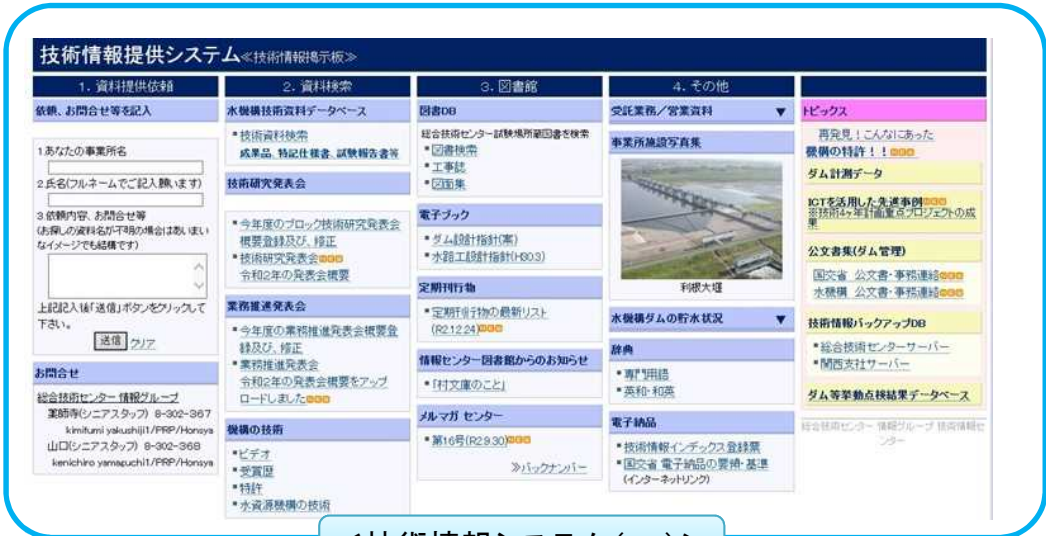 技術情報提供システム≪技術情報掲示板≫
1. 資料提供依頼
依頼、お問合せ等を記入
1あなたの事業所名
2氏名(フルネームでご記入願います)
3依頼内容、お問合せ等
(お探しの資料名が不明の場合はあいまい
なイメージでも結構です)
上記記入後「送信」ボタンをクリックして
下さい。
送信 クリア
お問合せ
総合技術センター 情報グループ
薬師寺(シニアスタッフ) 8-302-367
kimifumi yakushiji1/PRP/Honsya
山口(シニアスタッフ) 8-302-368
kenichiro yamaguchi1/PRP/Honsya
2. 資料検索
水機構技術資料データベース
技術資料検索
成果品、特記仕様書、試験報告書等
技術研究発表会
今年度のブロック技術研究発表会
概要登録及び、修正
技術研究発表会
令和2年の発表会概要
業務推進発表会
今年度の業務推進発表会概要登
録及び、修正
業務推進発表会
令和2年の発表会概要をアップ
ロードしました
機構の技術
ビデオ
受賞歴
特許
水資源機構の技術
3. 図書館
図書DB
総合技術センター試験場所蔵図書を検索
図書検索
工事誌
図面集
電子ブック
ダム設計指針(案)
水路工設計指針(H30.3)
定期刊行物
定期刊行物の最新リスト
(R2.12.24)
情報センター図書館からのお知らせ
「村文庫のこと」
メルマガ センター
第16号(R2.9.30)
≫バックナンバー
4. その他
受託業務/営業資料 ▼
事業所施設写真集
利根大堰
水機構ダムの貯水状況 ▼
辞典
専門用語
英和・和英
電子納品
技術情報インデックス登録票
国交省 電子納品の要領・基準
(インターネットリンク)
トピックス
再発見！こんなにあった
機構の特許！！
ダム計測データ
ICTを活用した先進事例
※技術4ヶ年計画重点プロジェクトの成
果
公文書集(ダム管理)
国交省 公文書・事務連絡
水機構 公文書・事務連絡
技術情報バックアップDB
総合技術センターサーバー
関西支社サーバー
ダム等挙動点検結果データベース
総合技術センター 情報グループ 技術情報セ
ンター